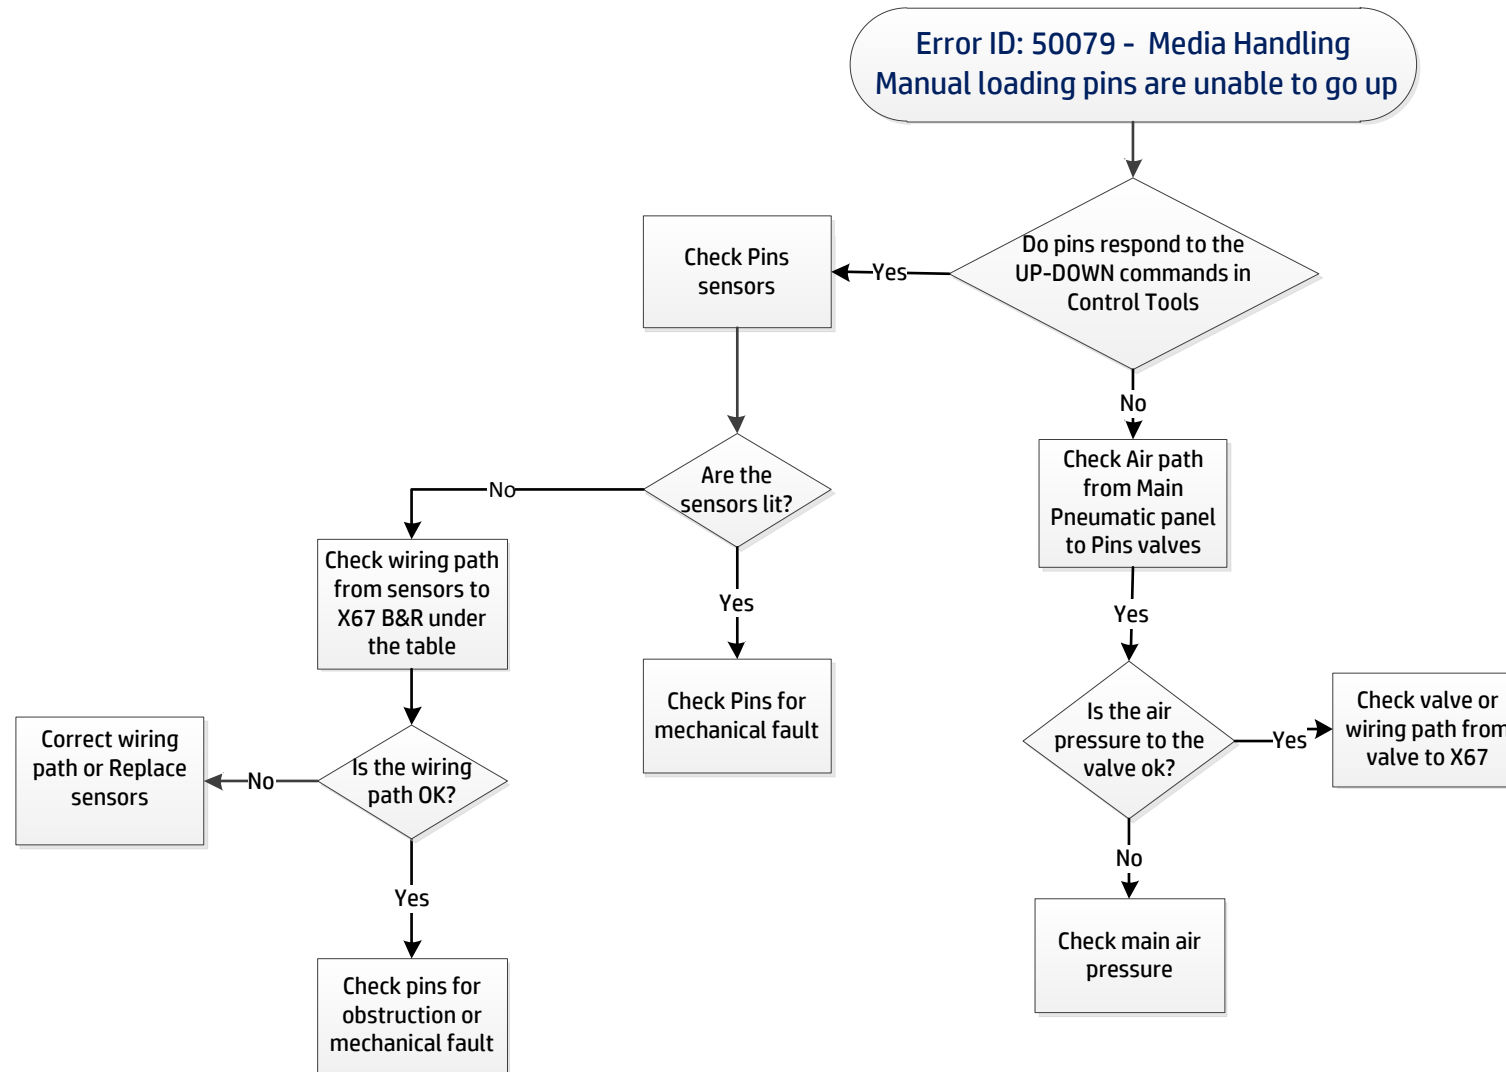 Error ID: 50079 - Media Handling
Manual loading pins are unable to go up
Do pins respond to the
UP-DOWN commands in
Control Tools
Yes
Check Pins
sensors
No
Check Air path
from Main
Pneumatic panel
to Pins valves
Are the
sensors lit?
No
Check wiring path
from sensors to
X67 B&R under
the table
Yes
Yes
Check Pins for
mechanical fault
Is the air
pressure to the
valve ok?
Yes
Check valve or
wiring path from
valve to X67
Correct wiring
path or Replace
sensors
No
Is the wiring
path OK?
No
Yes
Check main air
pressure
Check pins for
obstruction or
mechanical fault